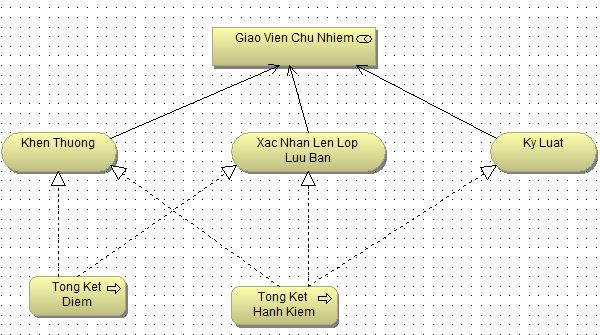 Giao Vien Chu Nhiem
Khen Thuong
Xac Nhan Len Lop
Luu Ban
Ky Luat
Tong Ket
Diem
Tong Ket
Hanh Kiem